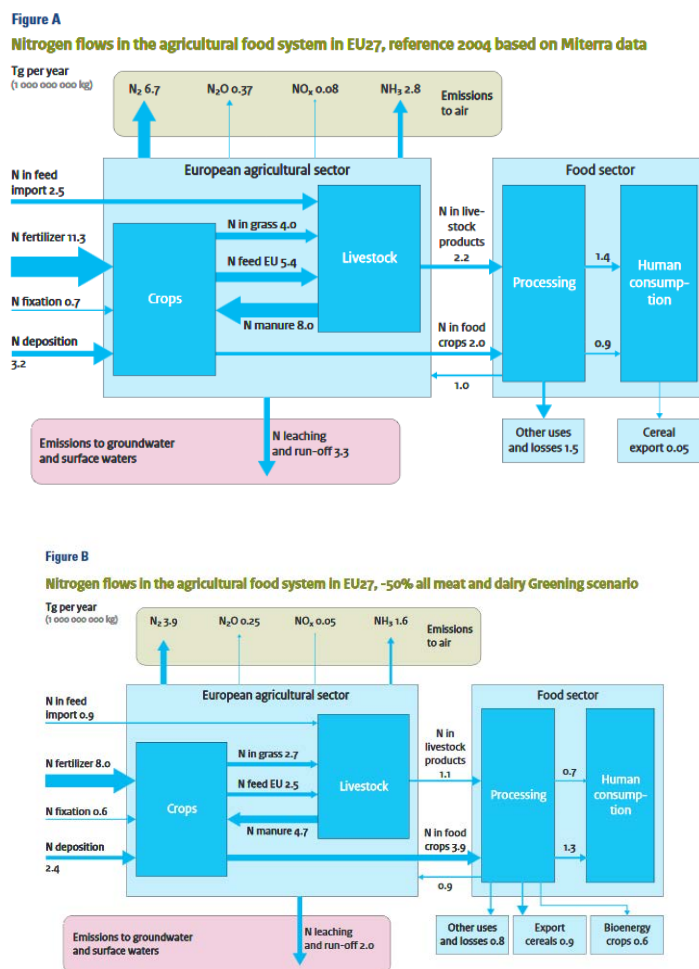 Figure A
Nitrogen flows in the agricultural food system in EU27, reference 2004 based on Miterra data
Tg per year
(1 000 000 000 kg)
N₂ 6.7
N₂O 0.37
NOₓ 0.08
NH₃ 2.8
Emissions
to air
European agricultural sector
Food sector
N in feed
import 2.5
N fertilizer 11.3
N fixation 0.7
N deposition
3.2
Crops
N in grass 4.0
N feed EU 5.4
N manure 8.0
Livestock
N in live-
stock
products
2.2
N in food
crops 2.0
1.0
Processing
1.4
0.9
Human
consump-
tion
Other uses
and losses 1.5
Cereal
export 0.05
Emissions to groundwater
and surface waters
N leaching
and run-off 3.3
Figure B
Nitrogen flows in the agricultural food system in EU27, -50% all meat and dairy Greening scenario
Tg per year
(1 000 000 000 kg)
N₂ 3.9
N₂O 0.25
NOₓ 0.05
NH₃ 1.6
Emissions
to air
European agricultural sector
Food sector
N in feed
import 0.9
N fertilizer 8.0
N fixation 0.6
N deposition
2.4
Crops
N in grass 2.7
N feed EU 2.5
N manure 4.7
Livestock
N in
livestock
products
1.1
N in food
crops 3.9
0.9
Processing
0.7
1.3
Human
consump-
tion
Other uses
and losses 0.8
Export
cereals 0.9
Bioenergy
crops 0.6
Emissions to groundwater
and surface waters
N leaching
and run-off 2.0